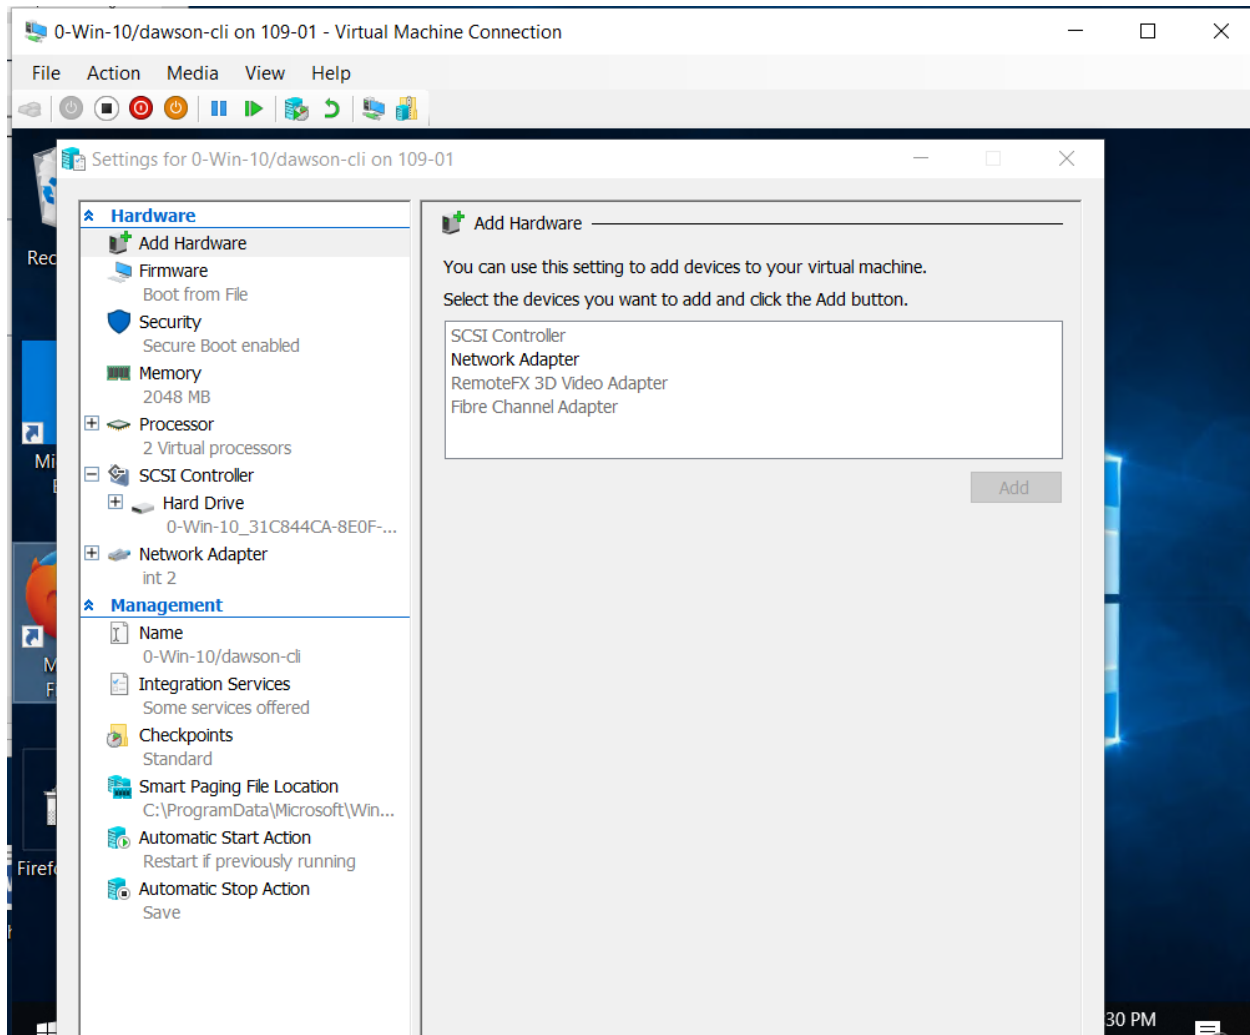 0-Win-10/dawson-cli on 109-01 - Virtual Machine Connection
File Action Media View Help
Settings for 0-Win-10/dawson-cli on 109-01
Hardware
Add Hardware
Firmware
Boot from File
Security
Secure Boot enabled
Memory
2048 MB
Processor
2 Virtual processors
SCSI Controller
Hard Drive
0-Win-10_31C844CA-8E0F-...
Network Adapter
int 2
Management
Name
0-Win-10/dawson-cli
Integration Services
Some services offered
Checkpoints
Standard
Smart Paging File Location
C:\ProgramData\Microsoft\Win...
Automatic Start Action
Restart if previously running
Automatic Stop Action
Save
Add Hardware
You can use this setting to add devices to your virtual machine.
Select the devices you want to add and click the Add button.
SCSI Controller
Network Adapter
RemoteFX 3D Video Adapter
Fibre Channel Adapter
Add
Rec
Mi
M
Fi
Firef
30 PM